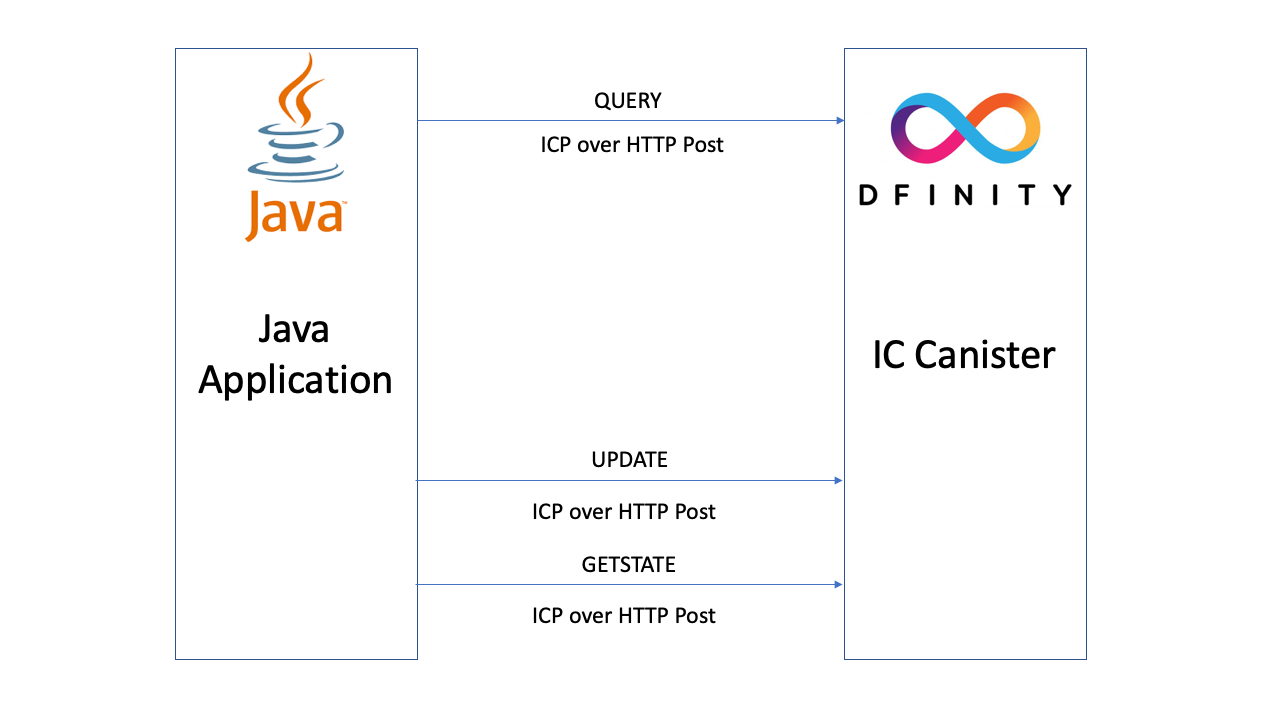 Java™
Java
Application
QUERY
ICP over HTTP Post
UPDATE
ICP over HTTP Post
GETSTATE
ICP over HTTP Post
DFINITY
IC Canister